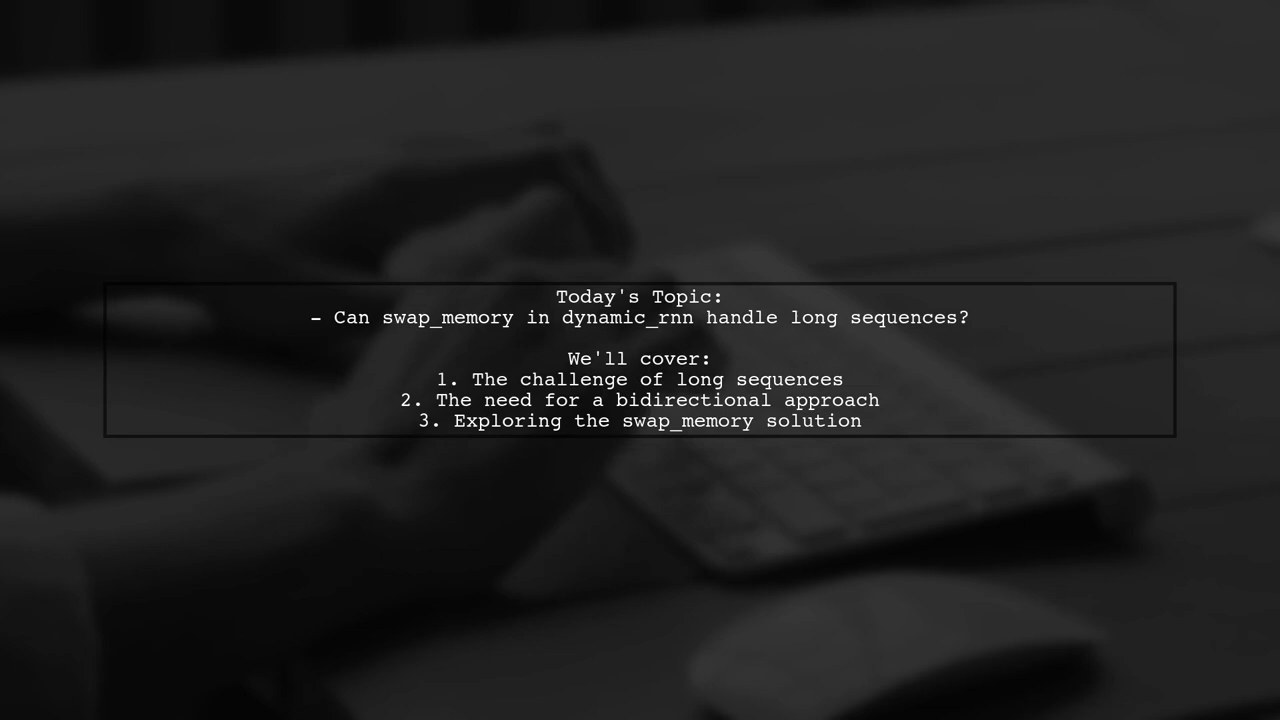 Today's Topic:
- Can swap_memory in dynamic_rnn handle long sequences?
We'll cover:
1. The challenge of long sequences
2. The need for a bidirectional approach
3. Exploring the swap_memory solution